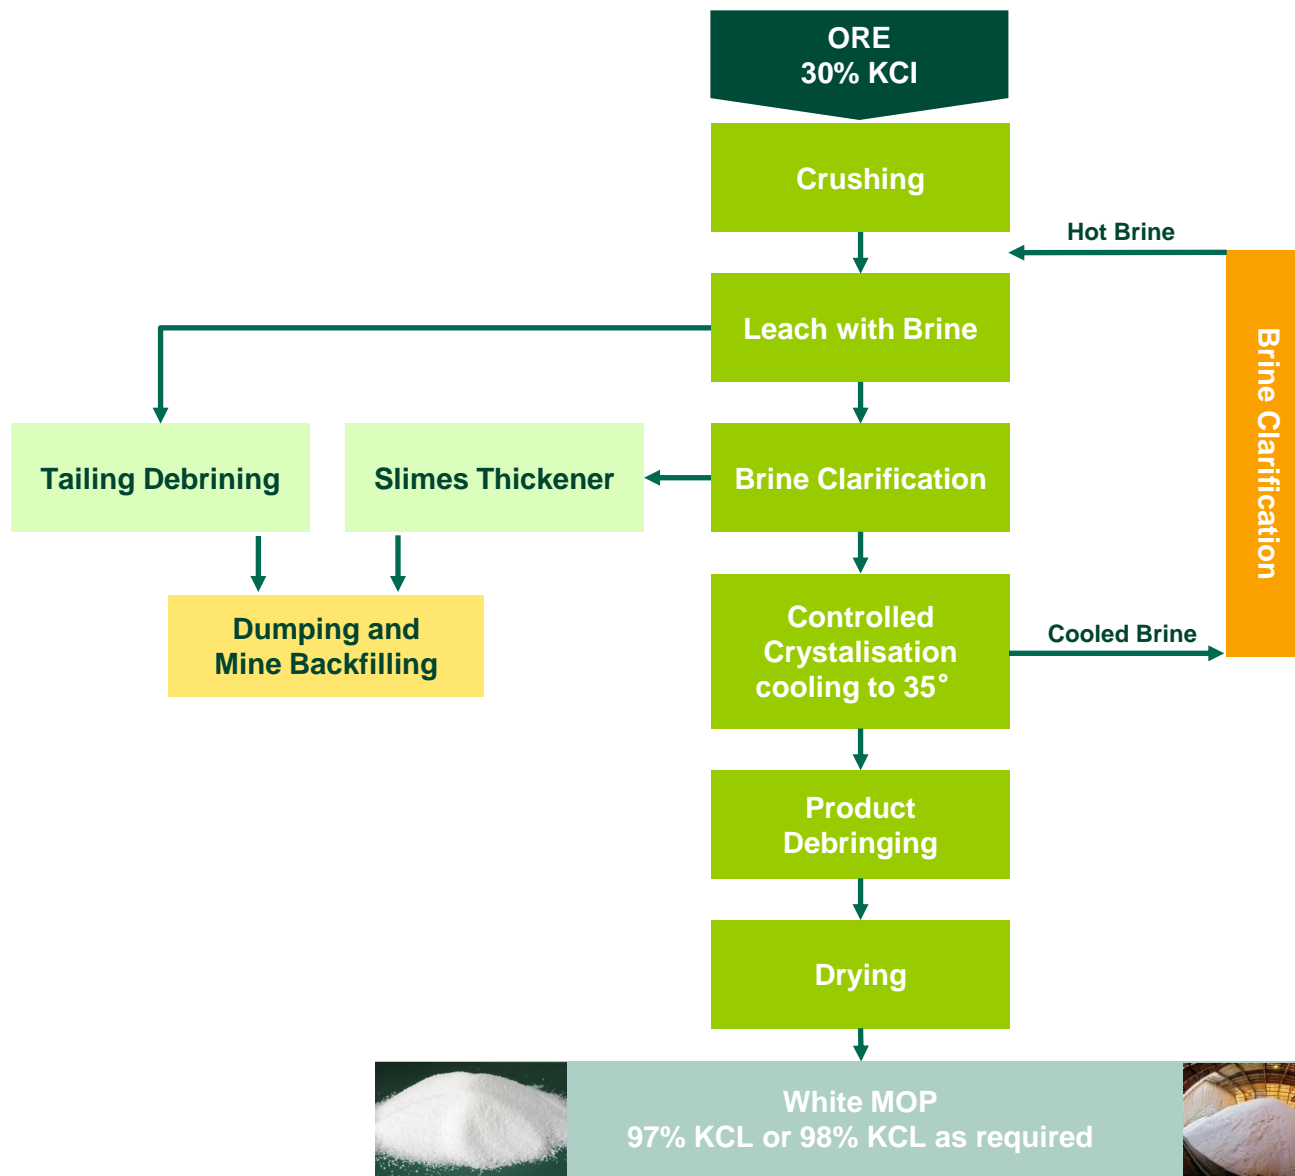 ORE
30% KCl
Crushing
Hot Brine
Leach with Brine
Brine Clarification
Tailing Debrining
Slimes Thickener
Brine Clarification
Controlled
Crystalisation
cooling to 35°
Cooled Brine
Dumping and
Mine Backfilling
Product
Debringing
Drying
White MOP
97% KCL or 98% KCL as required